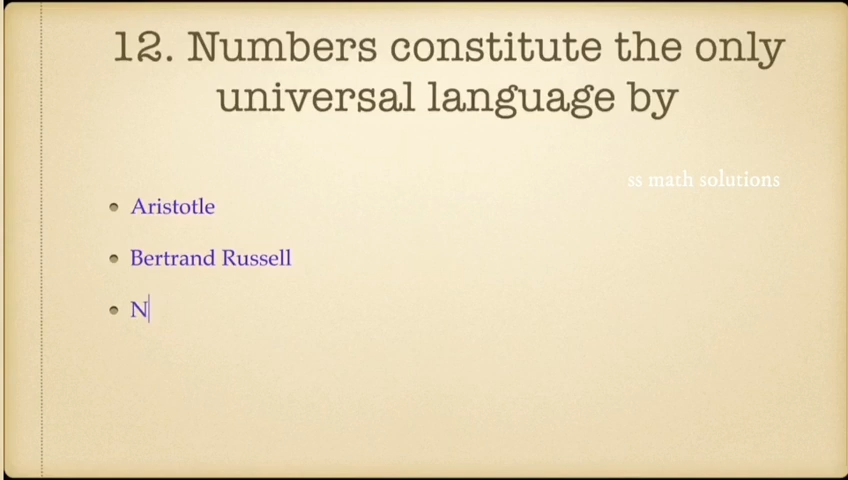 12. Numbers constitute the only
universal language by
ss math solutions
Aristotle
Bertrand Russell
N